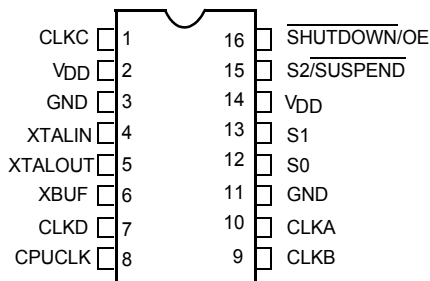 CLKC 1 16 SHUTDOWN/OE
VDD 2 15 S2/SUSPEND
GND 3 14 VDD
XTALIN 4 13 S1
XTALOUT 5 12 S0
XBUF 6 11 GND
CLKD 7 10 CLKA
CPUCLK 8 9 CLKB